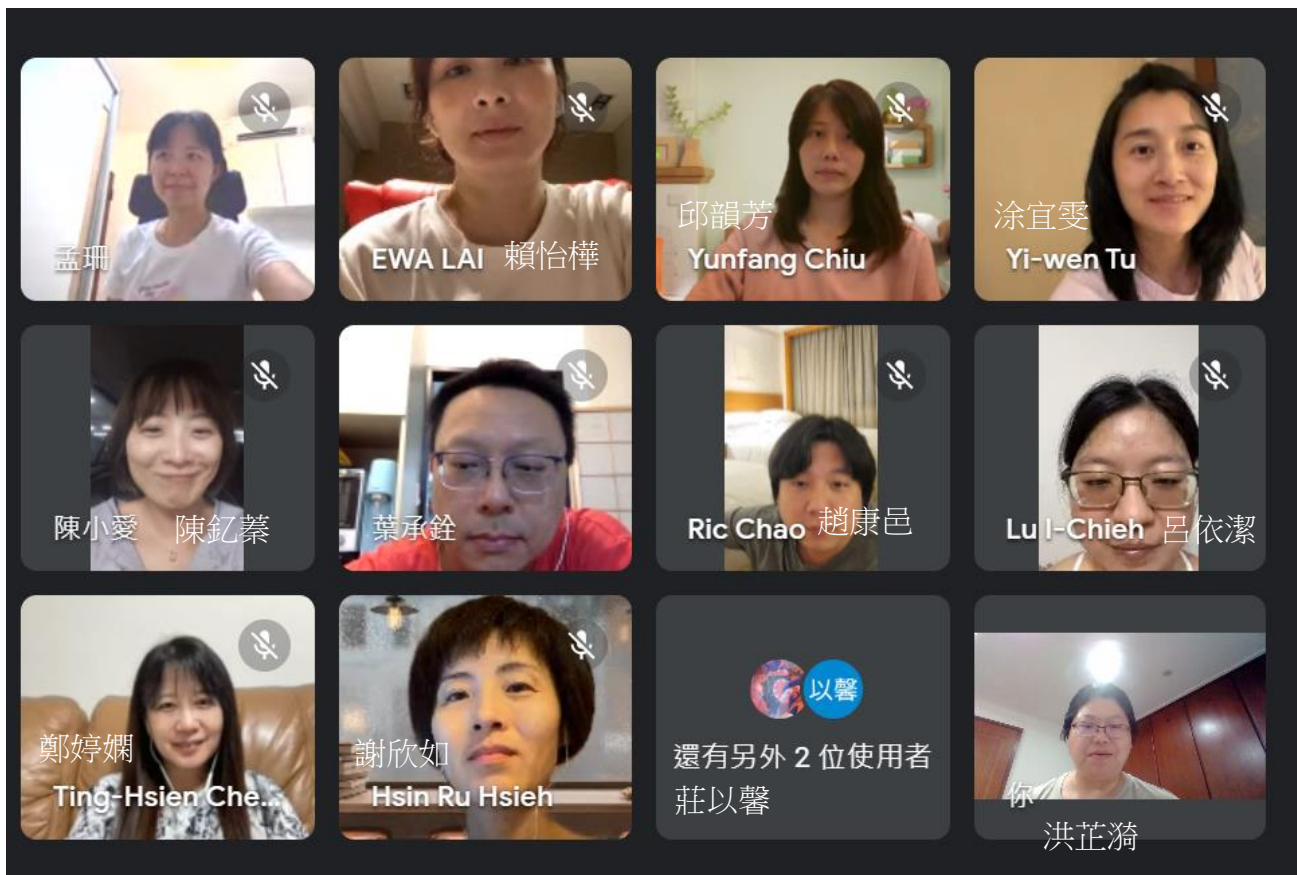 孟珊
EWA LAI 賴怡樺
邱韻芳
Yunfang Chiu
涂宜雯
Yi-wen Tu
陳小愛 陳釔蓁
葉承銓
Ric Chao 趙康邑
Lu I-Chieh 呂依潔
鄭婷嫻
Ting-Hsien Che...
謝欣如
Hsin Ru Hsieh
以馨
還有另外 2 位使用者
莊以馨
你
洪芷漪